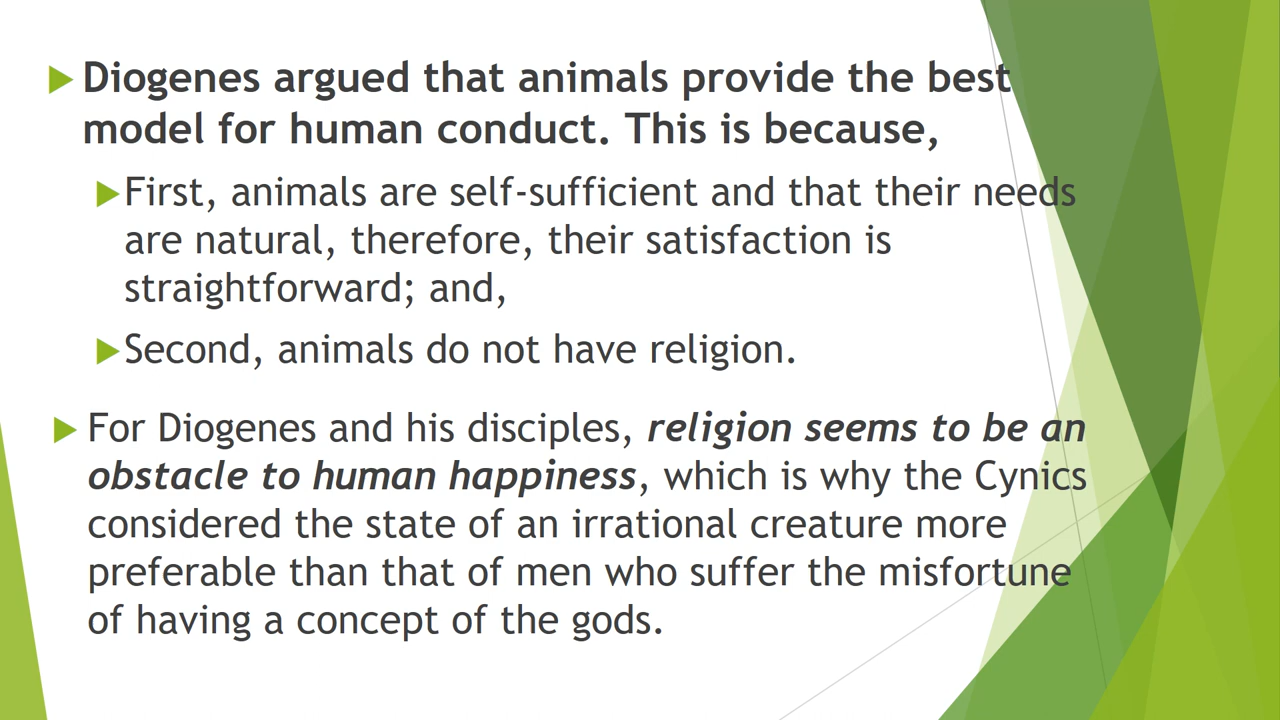 Diogenes argued that animals provide the best
model for human conduct. This is because,
First, animals are self-sufficient and that their needs
are natural, therefore, their satisfaction is
straightforward; and,
Second, animals do not have religion.
For Diogenes and his disciples, religion seems to be an
obstacle to human happiness, which is why the Cynics
considered the state of an irrational creature more
preferable than that of men who suffer the misfortune
of having a concept of the gods.